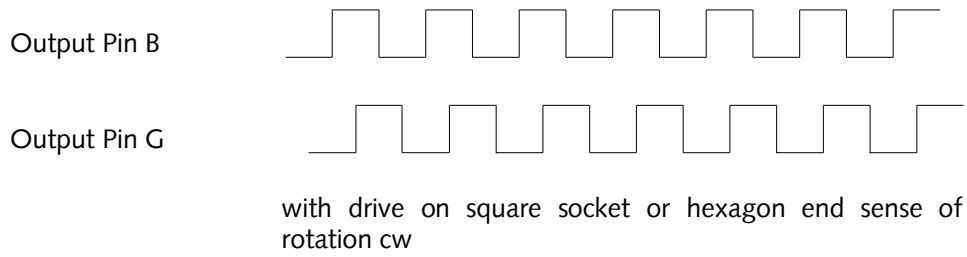 Output Pin B
Output Pin G
with drive on square socket or hexagon end sense of
rotation cw